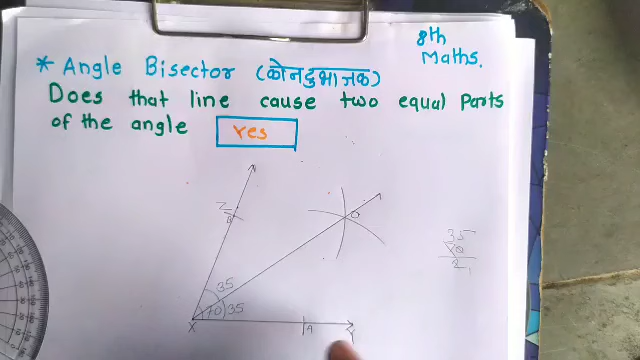 8th
Maths.
* Angle Bisector (कोनदुभाजक)
Does that line cause two equal Parts
of the angle yes
Z
B
O
35
35
70
2
70 35
X
A
Y